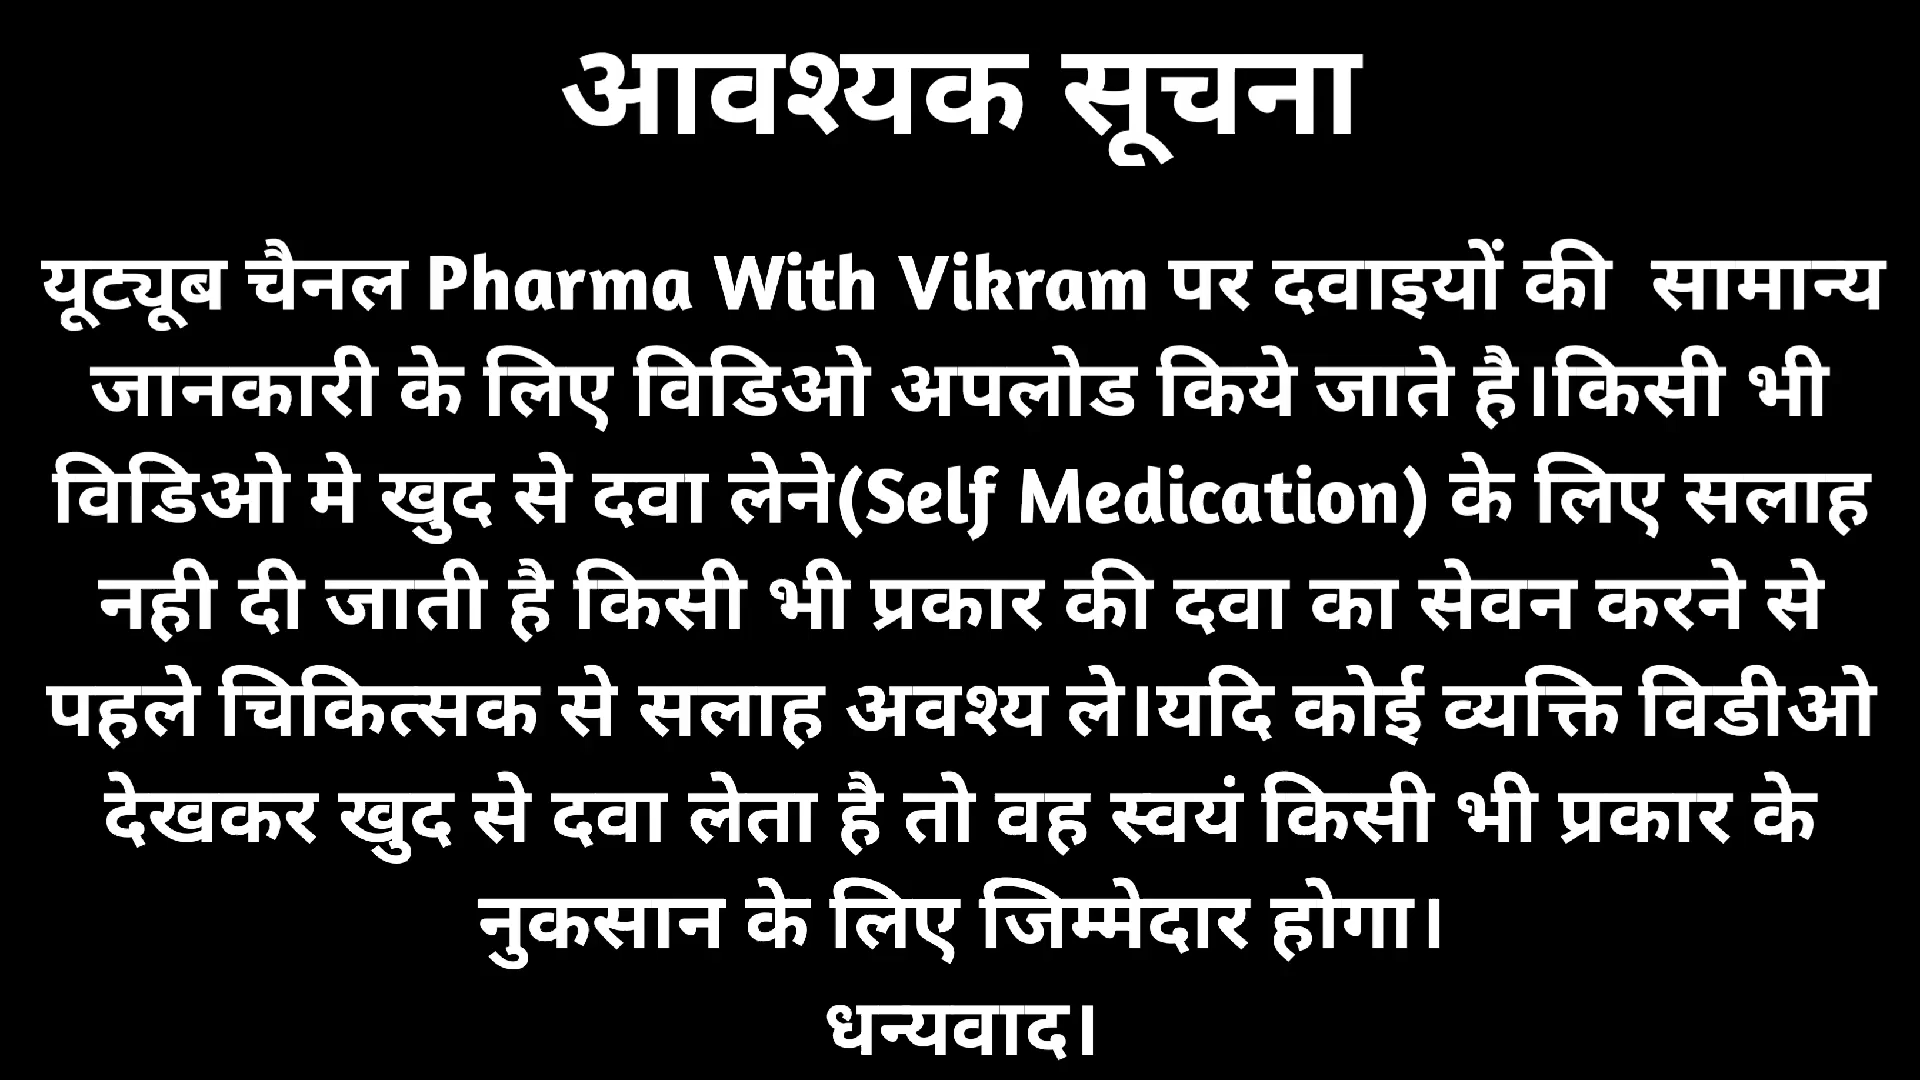 आवश्यक सूचना
यूट्यूब चैनल Pharma With Vikram पर दवाइयों की  सामान्य
जानकारी के लिए विडिओ अपलोड किये जाते है।किसी भी
विडिओ मे खुद से दवा लेने(Self Medication) के लिए सलाह
नही दी जाती है किसी भी प्रकार की दवा का सेवन करने से
पहले चिकित्सक से सलाह अवश्य ले।यदि कोई व्यक्ति विडीओ
देखकर खुद से दवा लेता है तो वह स्वयं किसी भी प्रकार के
नुकसान के लिए जिम्मेदार होगा।
धन्यवाद।